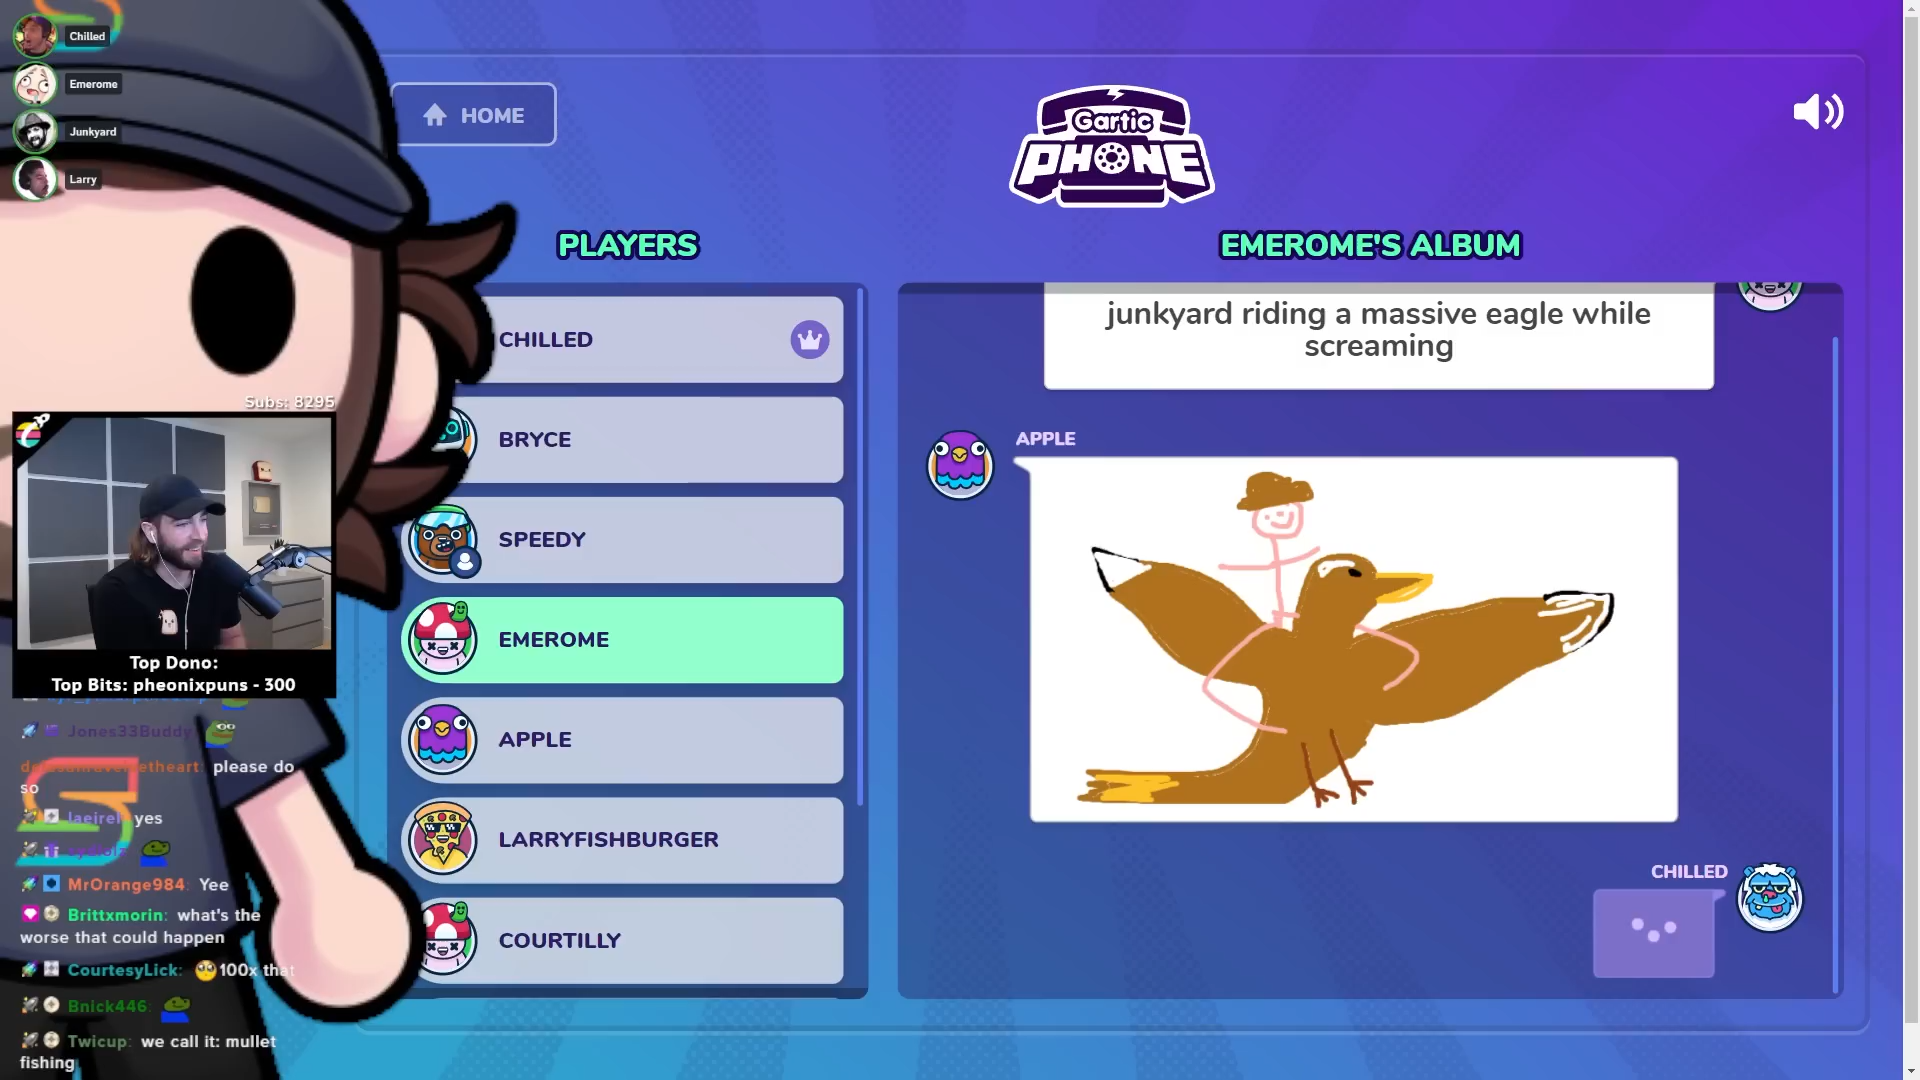 Chilled
Emerome
Junkyard
Larry
HOME
Gartic
PHONE
PLAYERS
EMEROME'S ALBUM
CHILLED
BRYCE
SPEEDY
EMEROME
APPLE
LARRYFISHBURGER
COURTILLY
junkyard riding a massive eagle while
screaming
APPLE
CHILLED
Subs: 8295
Top Dono:
Top Bits: pheonixpuns - 300
Jones33Buddy
please do
so
laeirel yes
MrOrange984: Yee
Brittxmorin: what's the
worse that could happen
CourtesyLick: 100x that
Bnick446:
Twicup: we call it: mullet
fishing